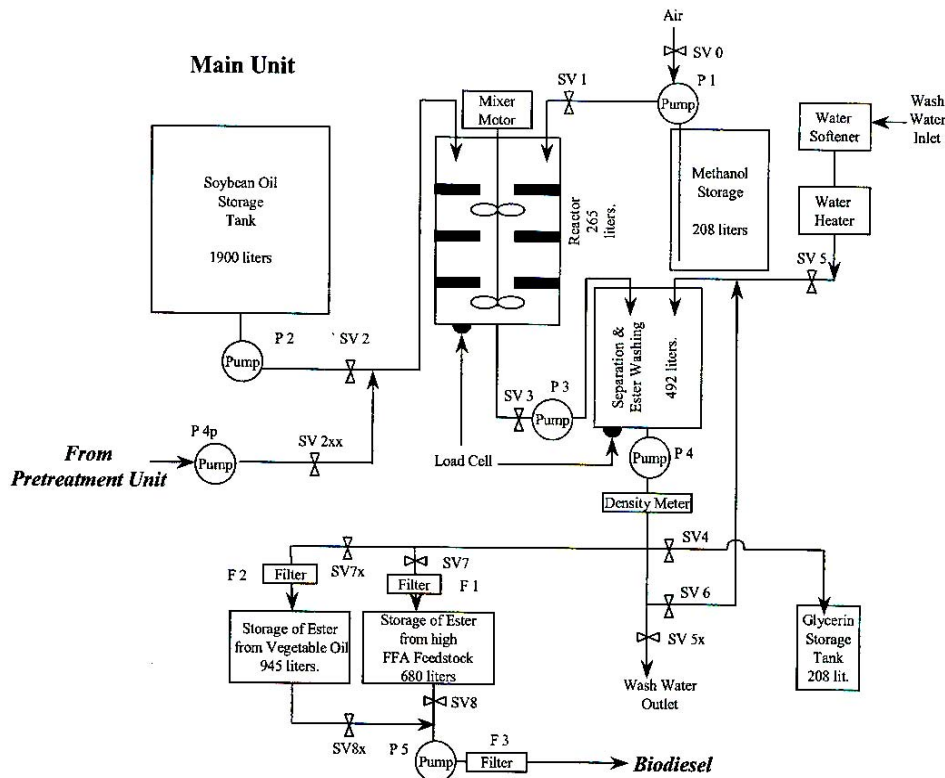 Main Unit
Air
SV 0
P 1
Pump
SV 1
Mixer
Motor
Water
Softener
Wash
Water
Inlet
Soybean Oil
Storage
Tank
1900 liters
Reactor
265
liters.
Methanol
Storage
208 liters
Water
Heater
SV 5
P 2
Pump
SV 2
Separation &
Ester Washing
492 liters.
SV 3
P 3
Pump
P 4p
Pump
SV 2xx
From
Pretreatment Unit
Load Cell
Pump
P 4
Density Meter
SV4
SV7x
SV7
F 2
Filter
Filter
F 1
SV 6
Storage of Ester
from Vegetable Oil
945 liters.
Storage of Ester
from high
FFA Feedstock
680 liters
SV 5x
Glycerin
Storage
Tank
208 lit.
Wash Water
Outlet
SV8
SV8x
P 5
Pump
F 3
Filter
Biodiesel